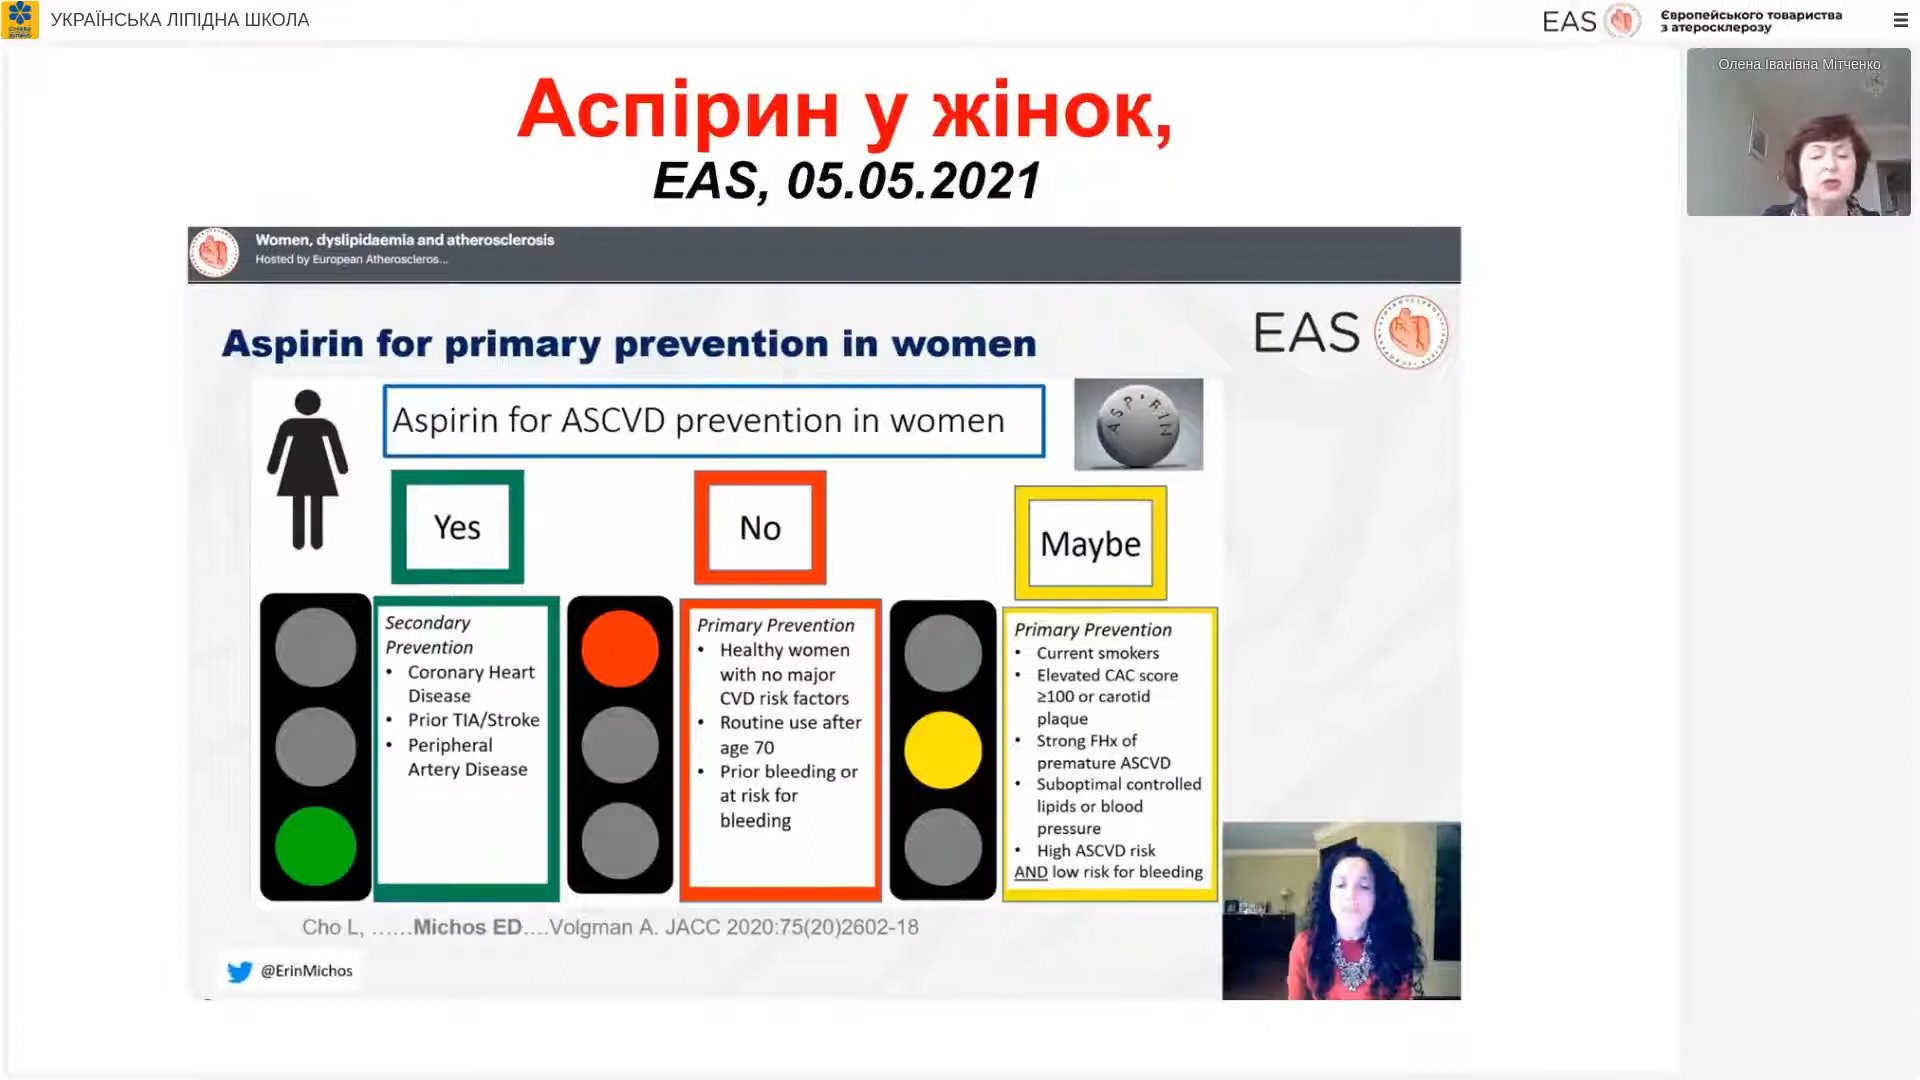 УКРАЇНСЬКА ЛІПІДНА ШКОЛА
EAS
Європейського товариства
з атеросклерозу
Олена Іванівна Мітченко
Аспірин у жінок,
EAS, 05.05.2021
Women, dyslipidaemia and atherosclerosis
Hosted by European Atheroscleros...
EAS
Aspirin for primary prevention in women
Aspirin for ASCVD prevention in women
ASPIRIN
Yes
No
Maybe
Secondary
Prevention
• Coronary Heart
Disease
• Prior TIA/Stroke
• Peripheral
Artery Disease
Primary Prevention
• Healthy women
with no major
CVD risk factors
• Routine use after
age 70
• Prior bleeding or
at risk for
bleeding
Primary Prevention
• Current smokers
• Elevated CAC score
≥100 or carotid
plaque
• Strong FHx of
premature ASCVD
• Suboptimal controlled
lipids or blood
pressure
• High ASCVD risk
AND low risk for bleeding
Cho L, ……Michos ED….Volgman A. JACC 2020:75(20)2602-18
@ErinMichos